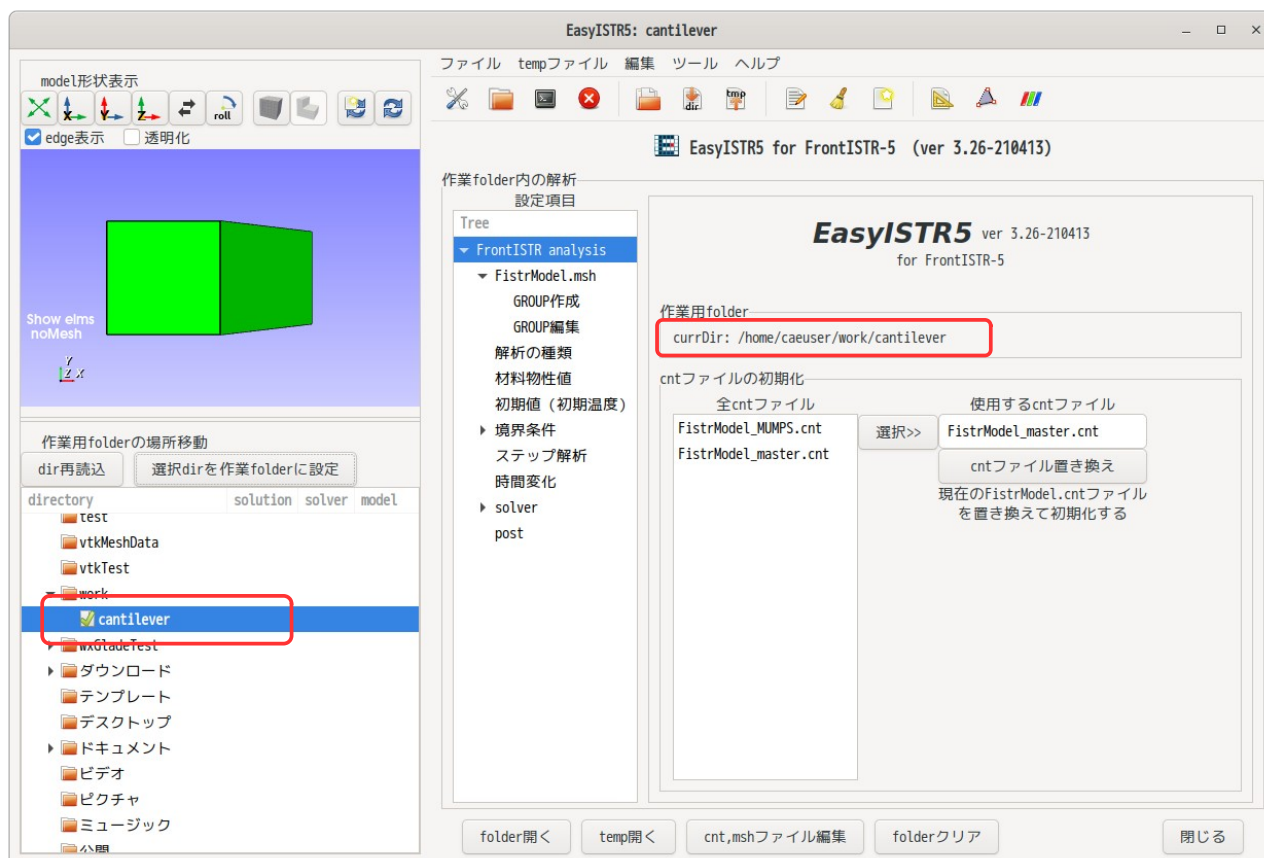 EasyISTR5: cantilever
model形状表示
roll
edge表示 透明化
Show elms
noMesh
Y
Z X
作業用folderの場所移動
dir再読込 選択dirを作業folderに設定
directory solution solver model
test
vtkMeshData
vtkTest
work
cantilever
wxGladeTest
ダウンロード
テンプレート
デスクトップ
ドキュメント
ビデオ
ピクチャ
ミュージック
公開
ファイル tempファイル 編集 ツール ヘルプ
dir
tmp
EasyISTR5 for FrontISTR-5 (ver 3.26-210413)
作業folder内の解析
設定項目
Tree
FrontISTR analysis
FistrModel.msh
GROUP作成
GROUP編集
解析の種類
材料物性値
初期値(初期温度)
境界条件
ステップ解析
時間変化
solver
post
EasyISTR5 ver 3.26-210413
for FrontISTR-5
作業用folder
currDir: /home/caeuser/work/cantilever
cntファイルの初期化
全cntファイル
FistrModel_MUMPS.cnt
FistrModel_master.cnt
選択>>
使用するcntファイル
FistrModel_master.cnt
cntファイル置き換え
現在のFistrModel.cntファイル
を置き換えて初期化する
folder開く temp開く cnt,mshファイル編集 folderクリア 閉じる